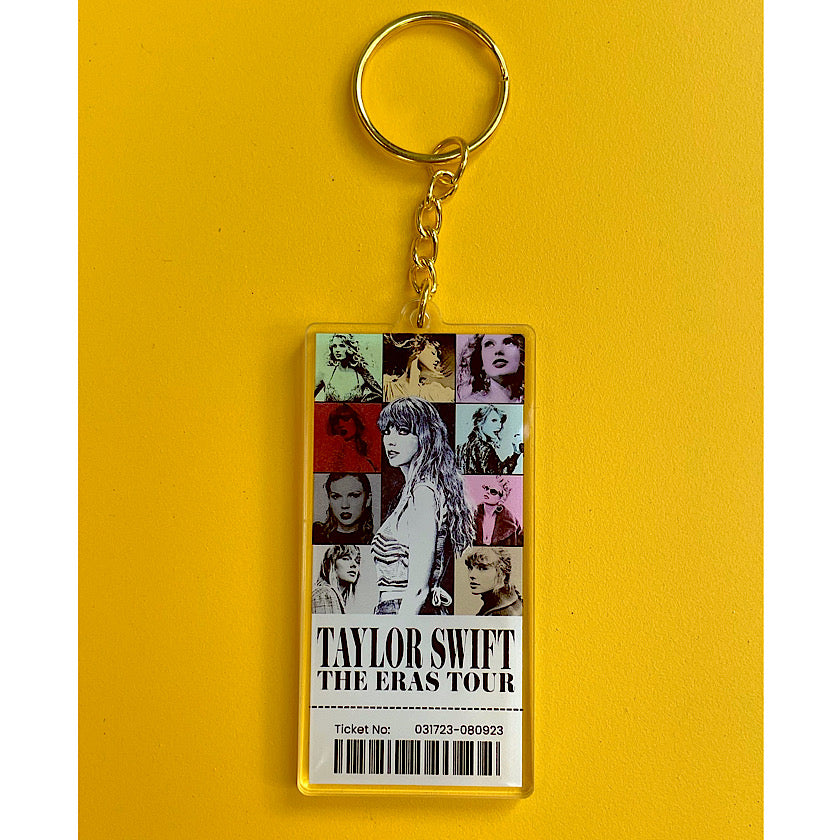 TAYLOR SWIFT
THE ERAS TOUR
Ticket No: 031723-080923